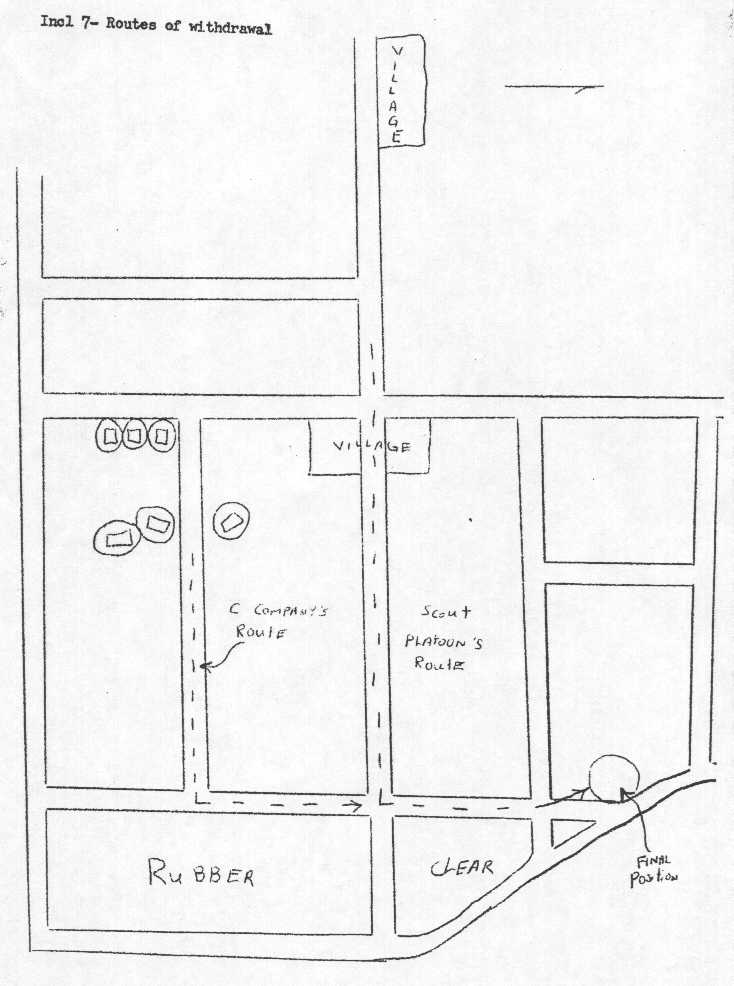 Incl 7- Routes of withdrawal
VILLAGE
VILLAGE
C COMPANY'S
ROUTE
SCOUT
PLATOON'S
ROUTE
RUBBER
CLEAR
FINAL
POSITION